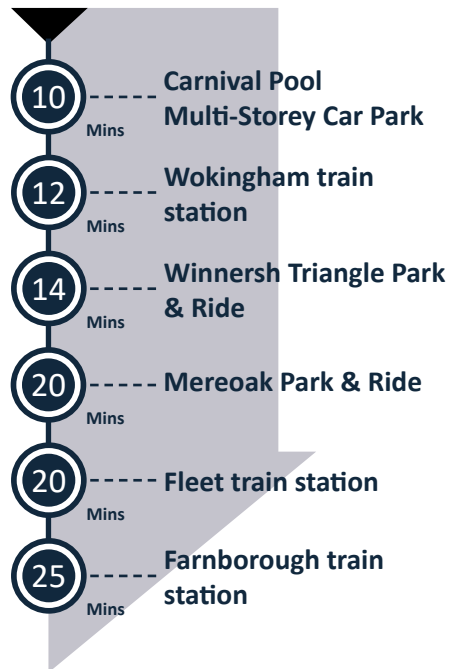 10
Mins
Carnival Pool
Multi-Storey Car Park
12
Mins
Wokingham train
station
14
Mins
Winnersh Triangle Park
& Ride
20
Mins
Mereoak Park & Ride
20
Mins
Fleet train station
25
Mins
Farnborough train
station